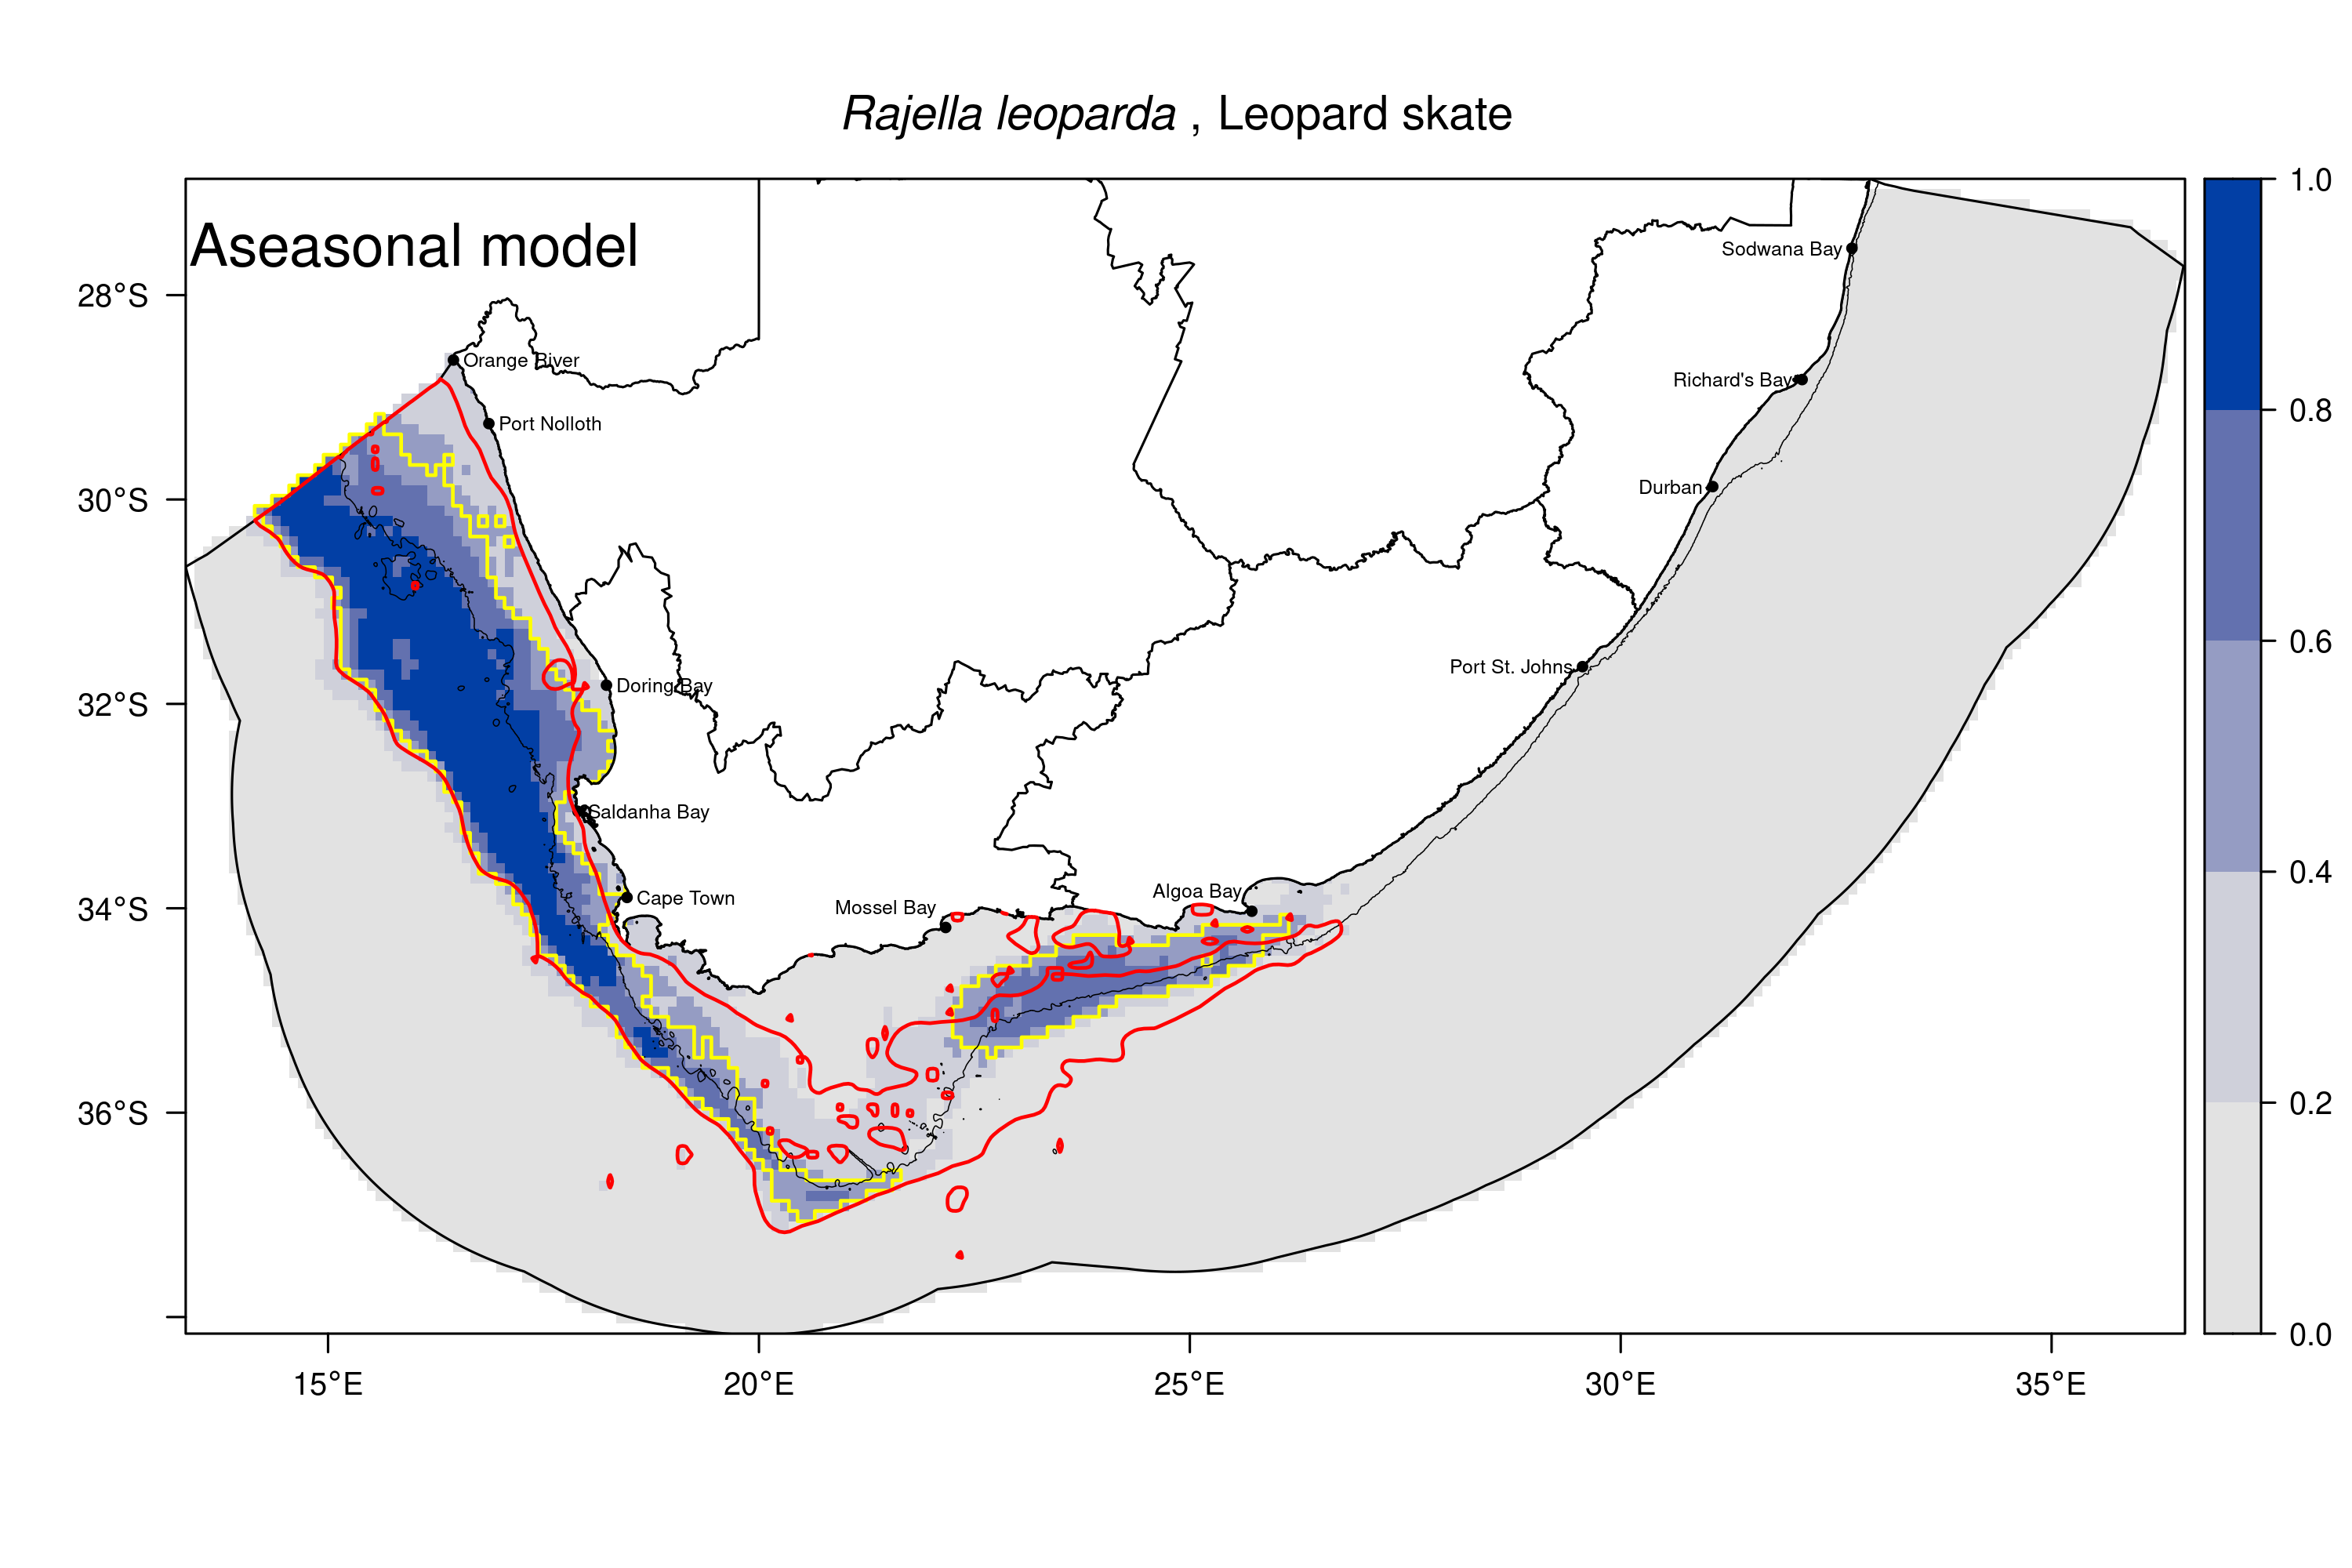 Rajella leoparda , Leopard skate
Aseasonal model
1.0
0.8
0.6
0.4
0.2
0.0
28°S
30°S
32°S
34°S
36°S
15°E
20°E
25°E
30°E
35°E
Sodwana Bay
Orange River
Richard's Bay
Port Nolloth
Durban
Port St. Johns
Doring Bay
Saldanha Bay
Algoa Bay
Cape Town
Mossel Bay